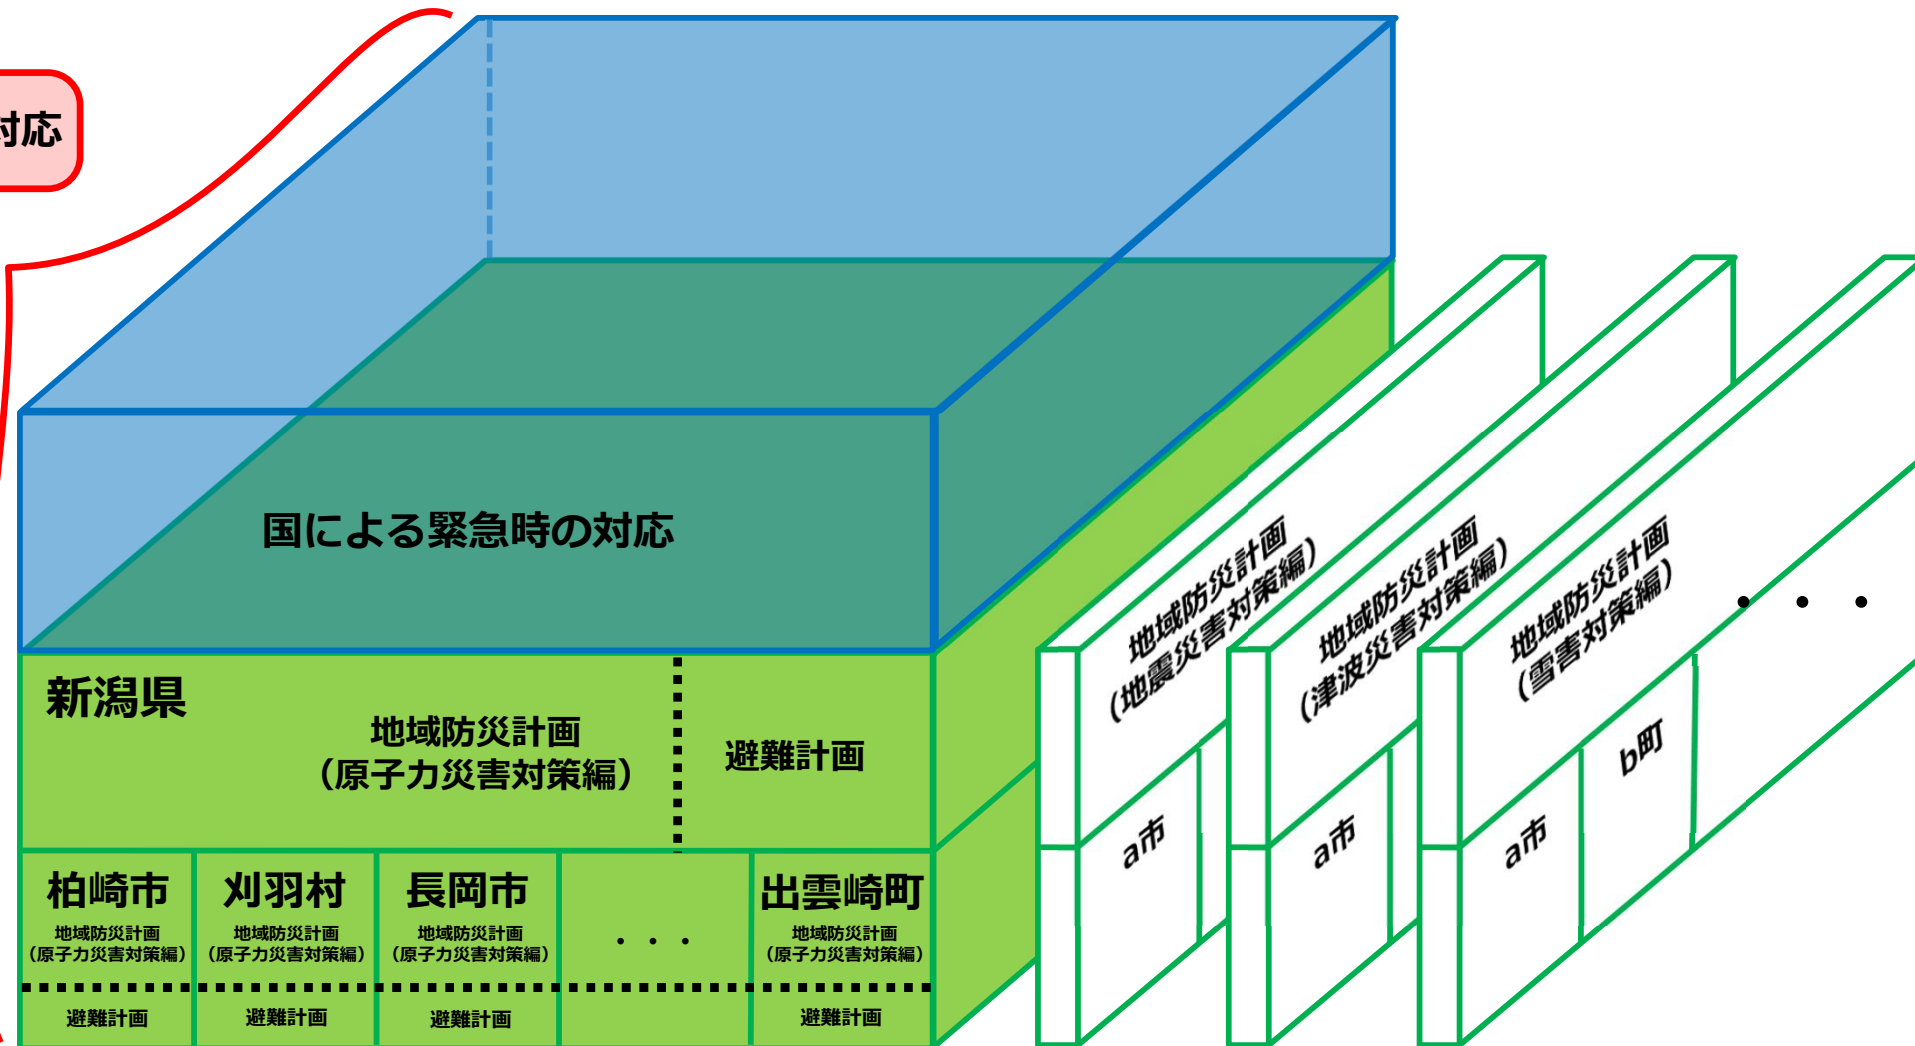 対応
国による緊急時の対応
新潟県
地域防災計画
（原子力災害対策編）
避難計画
柏崎市
地域防災計画
（原子力災害対策編）
避難計画
刈羽村
地域防災計画
（原子力災害対策編）
避難計画
長岡市
地域防災計画
（原子力災害対策編）
避難計画
・・・
出雲崎町
地域防災計画
（原子力災害対策編）
避難計画
地域防災計画
（地震災害対策編）
a市
地域防災計画
（津波災害対策編）
a市
地域防災計画
（雪害対策編）
a市
b町
・・・